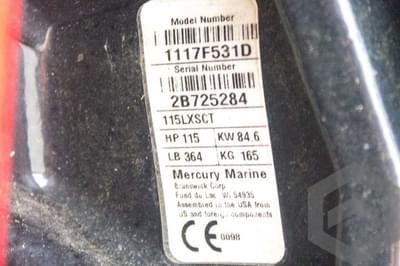 Model Number
1117F531D
Serial Number
2B725284
115LXSCT
HP 115 KW 84.6
LB 364 KG 165
Mercury Marine
Brunswick Corp.
Fond du Lac, WI 54935
Assembled in the USA from
US and foreign components
CE 0098